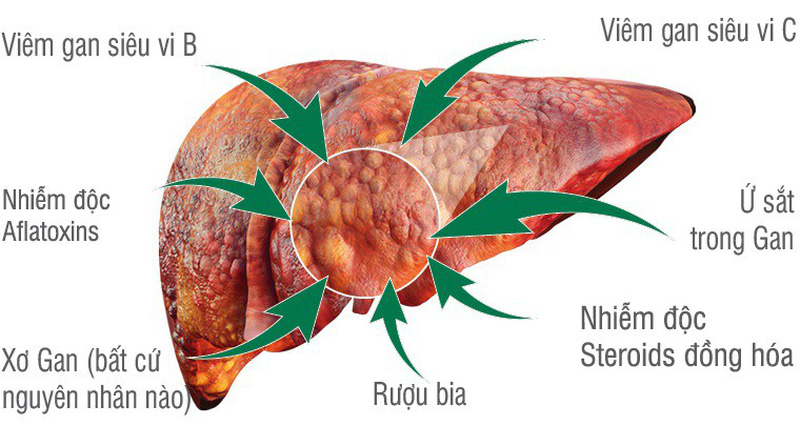 Viêm gan siêu vi B
Viêm gan siêu vi C
Nhiễm độc
Aflatoxins
Ứ sắt
trong Gan
Nhiễm độc
Steroids đồng hóa
Xơ Gan (bất cứ
nguyên nhân nào)
Rượu bia